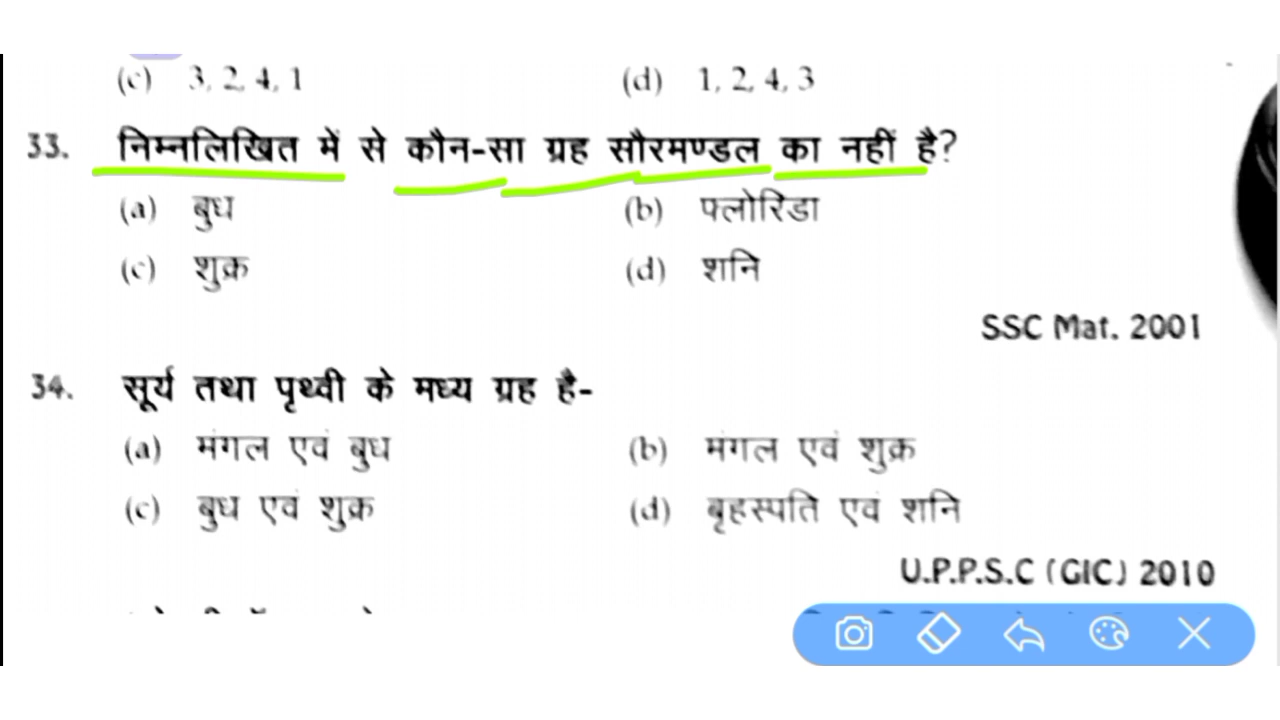 (c) 3, 2, 4, 1 (d) 1, 2, 4, 3
33. निम्नलिखित में से कौन-सा ग्रह सौरमण्डल का नहीं है?
(a) बुध (b) फ्लोरिडा
(c) शुक्र (d) शनि
SSC Mat. 2001
34. सूर्य तथा पृथ्वी के मध्य ग्रह है-
(a) मंगल एवं बुध (b) मंगल एवं शुक्र
(c) बुध एवं शुक्र (d) बृहस्पति एवं शनि
U.P.P.S.C (GIC) 2010